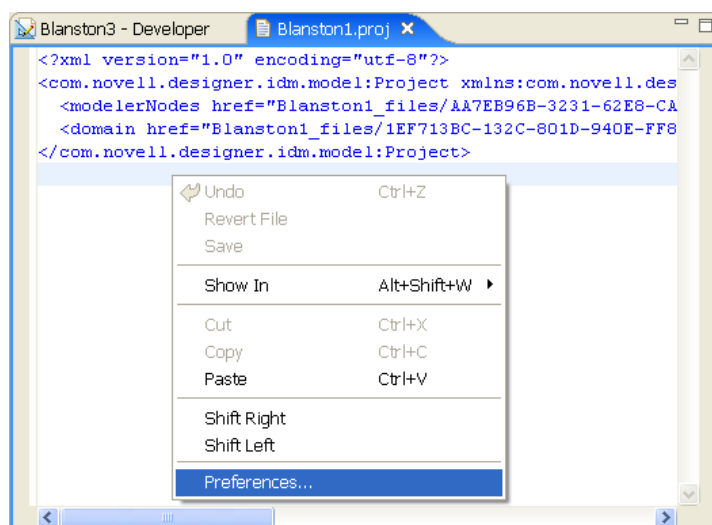 Blanston3 - Developer
Blanston1.proj
<?xml version="1.0" encoding="utf-8"?>
<com.novell.designer.idm.model:Project xmlns:com.novell.des
<modelerNodes href="Blanston1_files/AA7EB96B-3231-62E8-CA
<domain href="Blanston1_files/1EF713BC-132C-801D-940E-FF8
</com.novell.designer.idm.model:Project>
Undo Ctrl+Z
Revert File
Save
Show In Alt+Shift+W
Cut Ctrl+X
Copy Ctrl+C
Paste Ctrl+V
Shift Right
Shift Left
Preferences...